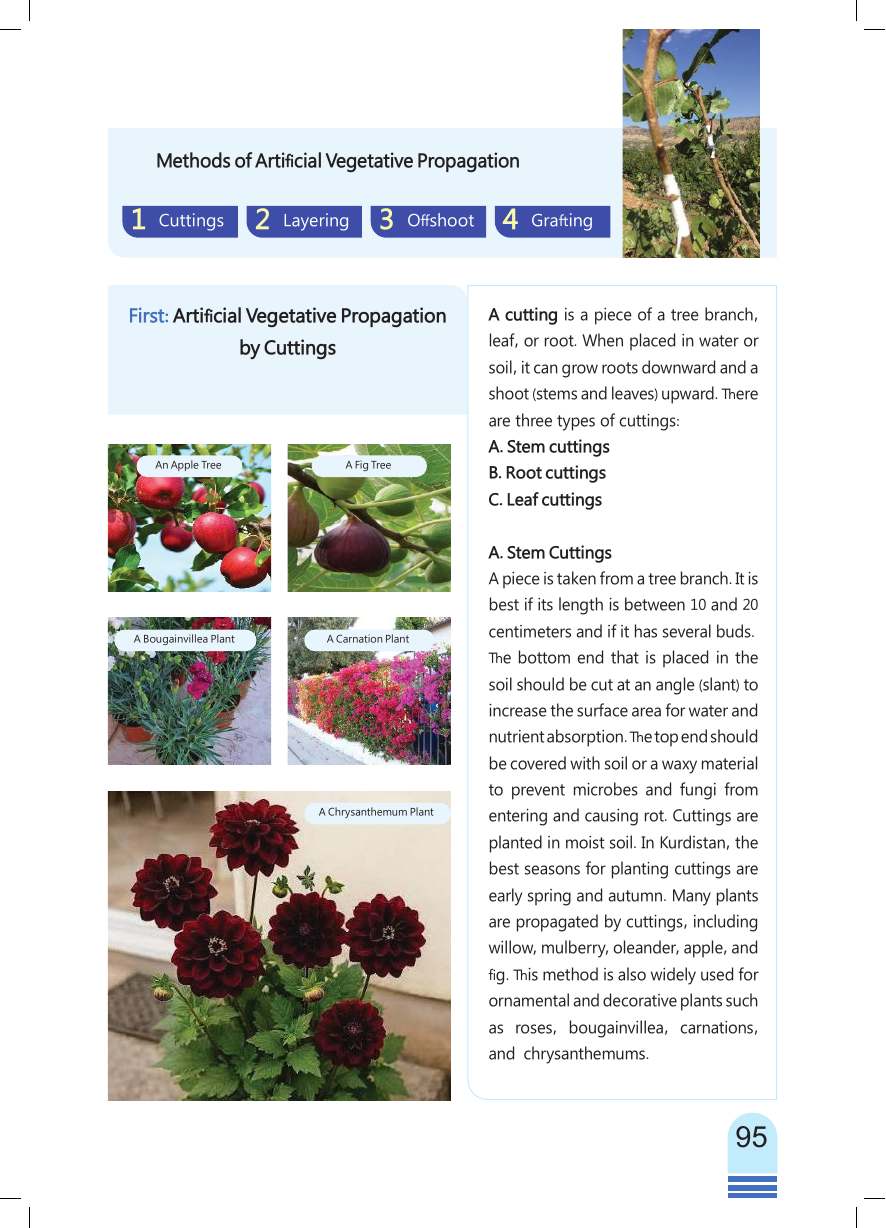 Methods of Artificial Vegetative Propagation
1 Cuttings 2 Layering 3 Offshoot 4 Grafting
First: Artificial Vegetative Propagation
by Cuttings
An Apple Tree
A Fig Tree
A Bougainvillea Plant
A Carnation Plant
A Chrysanthemum Plant
A cutting is a piece of a tree branch,
leaf, or root. When placed in water or
soil, it can grow roots downward and a
shoot (stems and leaves) upward. There
are three types of cuttings:
A. Stem cuttings
B. Root cuttings
C. Leaf cuttings
A. Stem Cuttings
A piece is taken from a tree branch. It is
best if its length is between 10 and 20
centimeters and if it has several buds.
The bottom end that is placed in the
soil should be cut at an angle (slant) to
increase the surface area for water and
nutrient absorption. The top end should
be covered with soil or a waxy material
to prevent microbes and fungi from
entering and causing rot. Cuttings are
planted in moist soil. In Kurdistan, the
best seasons for planting cuttings are
early spring and autumn. Many plants
are propagated by cuttings, including
willow, mulberry, oleander, apple, and
fig. This method is also widely used for
ornamental and decorative plants such
as roses, bougainvillea, carnations,
and chrysanthemums.
95